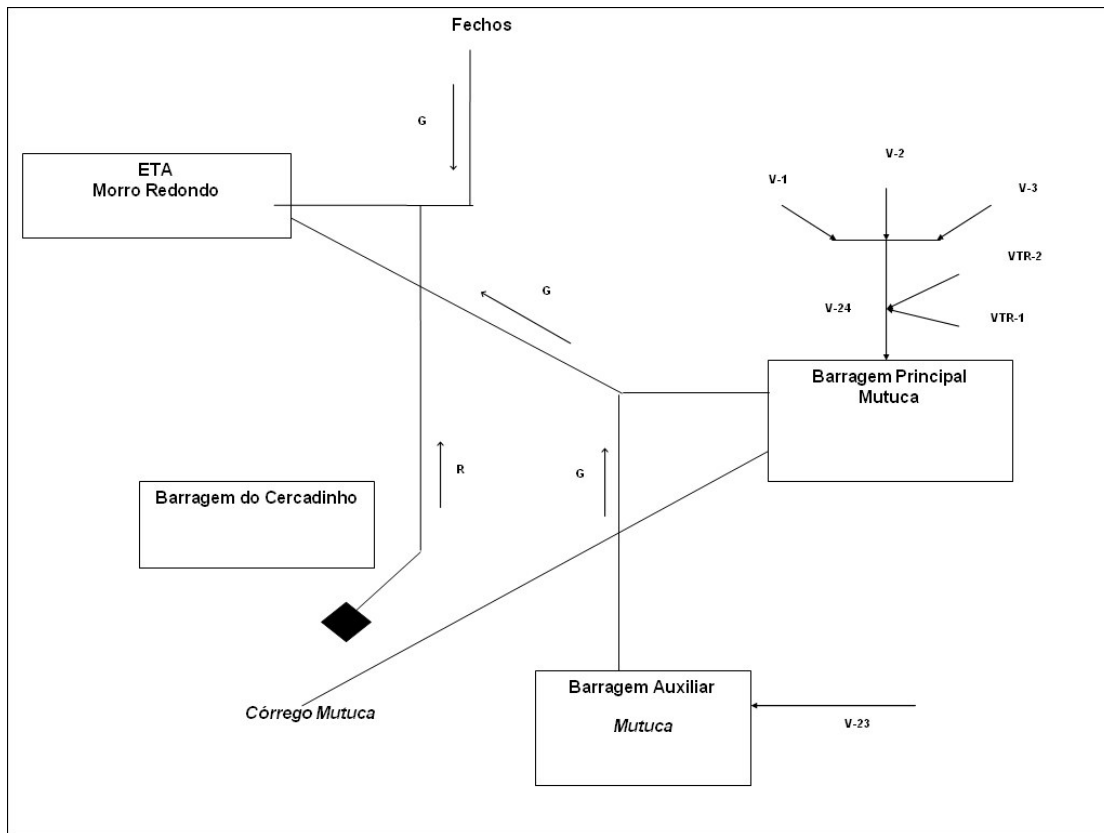 Fechos
G
ETA
Morro Redondo
V-2
V-1
V-3
VTR-2
G
V-24
VTR-1
Barragem Principal
Mutuca
R
G
Barragem do Cercadinho
Córrego Mutuca
Barragem Auxiliar
Mutuca
V-23